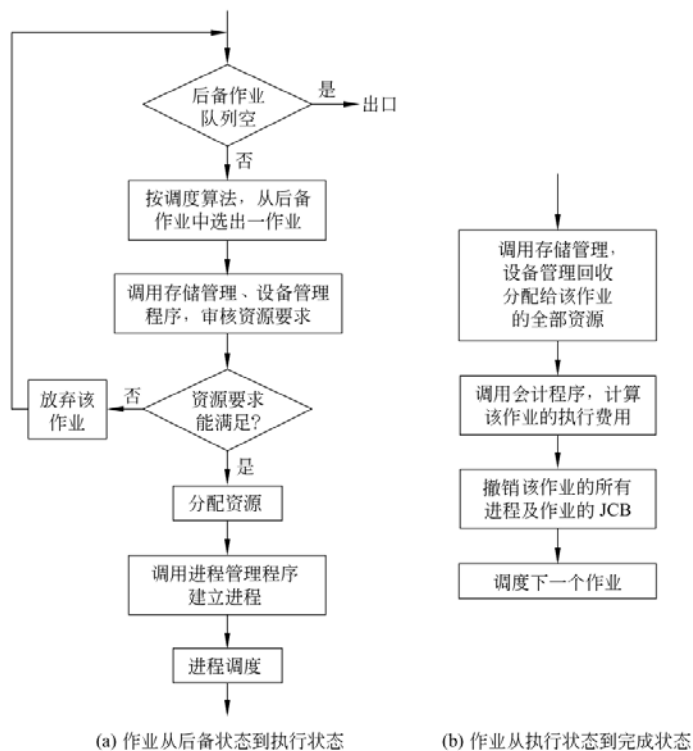 后备作业
队列空
是
出口
否
按调度算法，从后备
作业中选出一作业
调用存储管理、设备管理
程序，审核资源要求
资源要求
能满足?
否
放弃该
作业
是
分配资源
调用进程管理程序
建立进程
进程调度
(a) 作业从后备状态到执行状态
调用存储管理，
设备管理回收
分配给该作业
的全部资源
调用会计程序，计算
该作业的执行费用
撤销该作业的所有
进程及作业的 JCB
调度下一个作业
(b) 作业从执行状态到完成状态